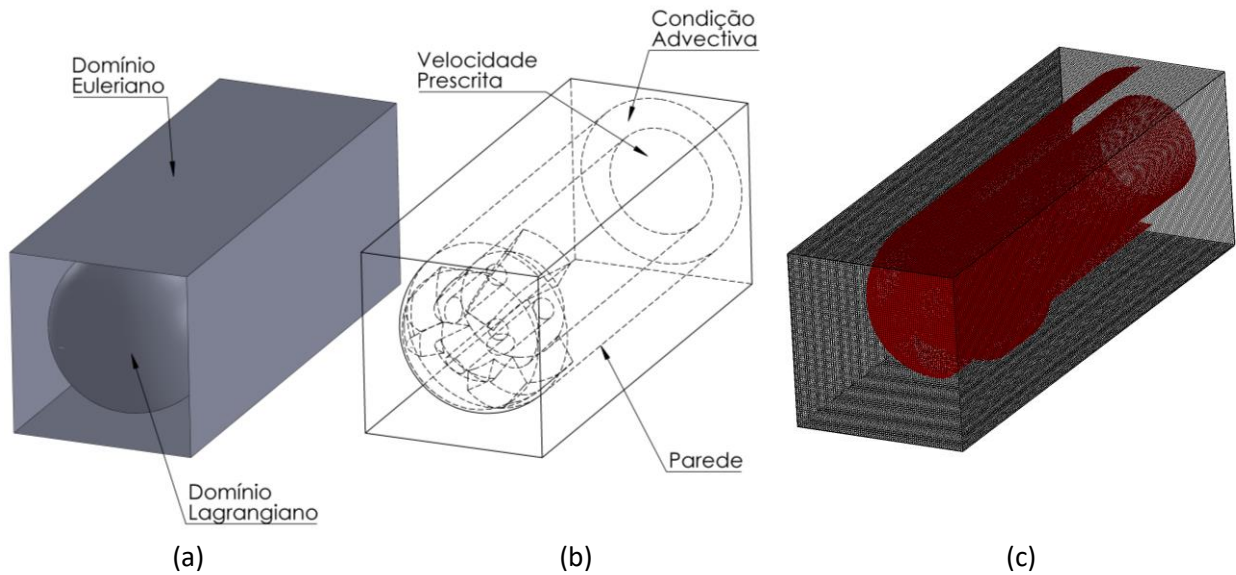 Domínio
Euleriano
Velocidade
Prescrita
Condição
Advectiva
Domínio
Lagrangiano
Parede
(a)
(b)
(c)